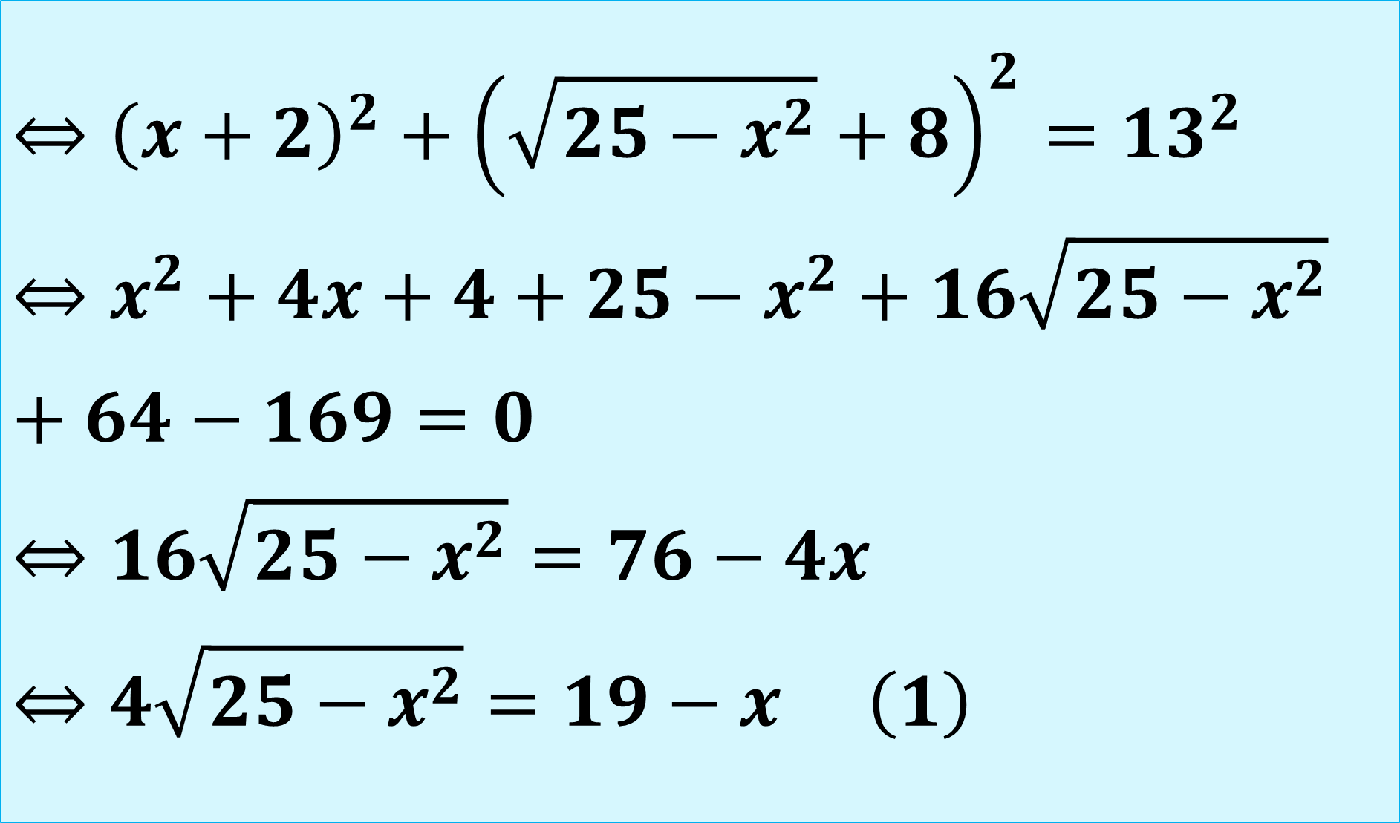 ⇔ (x + 2)² + (√(25 − x²) + 8)² = 13²
⇔ x² + 4x + 4 + 25 − x² + 16√(25 − x²)
+ 64 − 169 = 0
⇔ 16√(25 − x²) = 76 − 4x
⇔ 4√(25 − x²) = 19 − x (1)